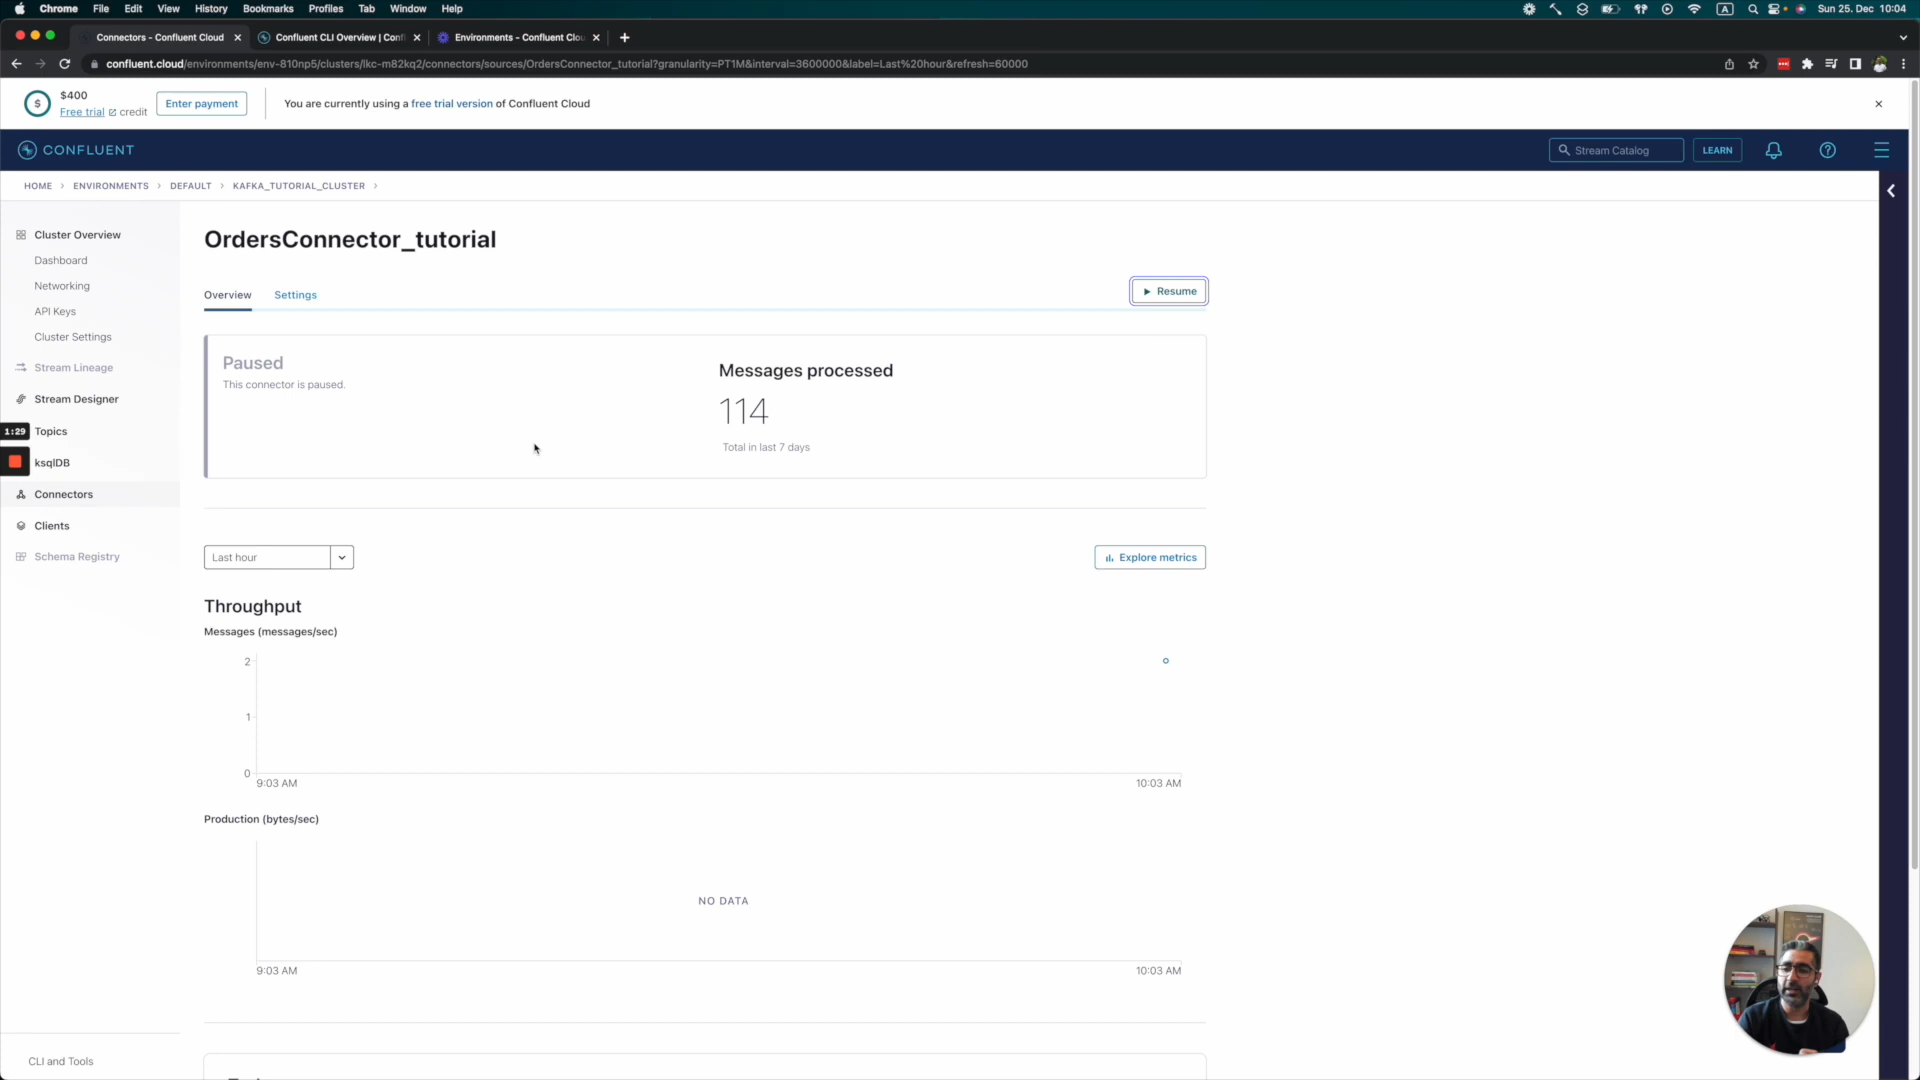 Chrome File Edit View History Bookmarks Profiles Tab Window Help
A
Sun 25. Dec 10:04
Connectors - Confluent Cloud
Confluent CLI Overview | Conf
Environments - Confluent Clou
confluent.cloud/environments/env-810np5/clusters/lkc-m82kq2/connectors/sources/OrdersConnector_tutorial?granularity=PT1M&interval=3600000&label=Last%20hour&refresh=60000
$
$400
Free trial credit
Enter payment
You are currently using a free trial version of Confluent Cloud
CONFLUENT
Stream Catalog
LEARN
HOME > ENVIRONMENTS > DEFAULT > KAFKA_TUTORIAL_CLUSTER >
Cluster Overview
Dashboard
Networking
API Keys
Cluster Settings
Stream Lineage
Stream Designer
1:29
Topics
ksqlDB
Connectors
Clients
Schema Registry
CLI and Tools
OrdersConnector_tutorial
Overview
Settings
Resume
Paused
This connector is paused.
Messages processed
114
Total in last 7 days
Last hour
Explore metrics
Throughput
Messages (messages/sec)
2
1
0
9:03 AM
10:03 AM
Production (bytes/sec)
NO DATA
9:03 AM
10:03 AM